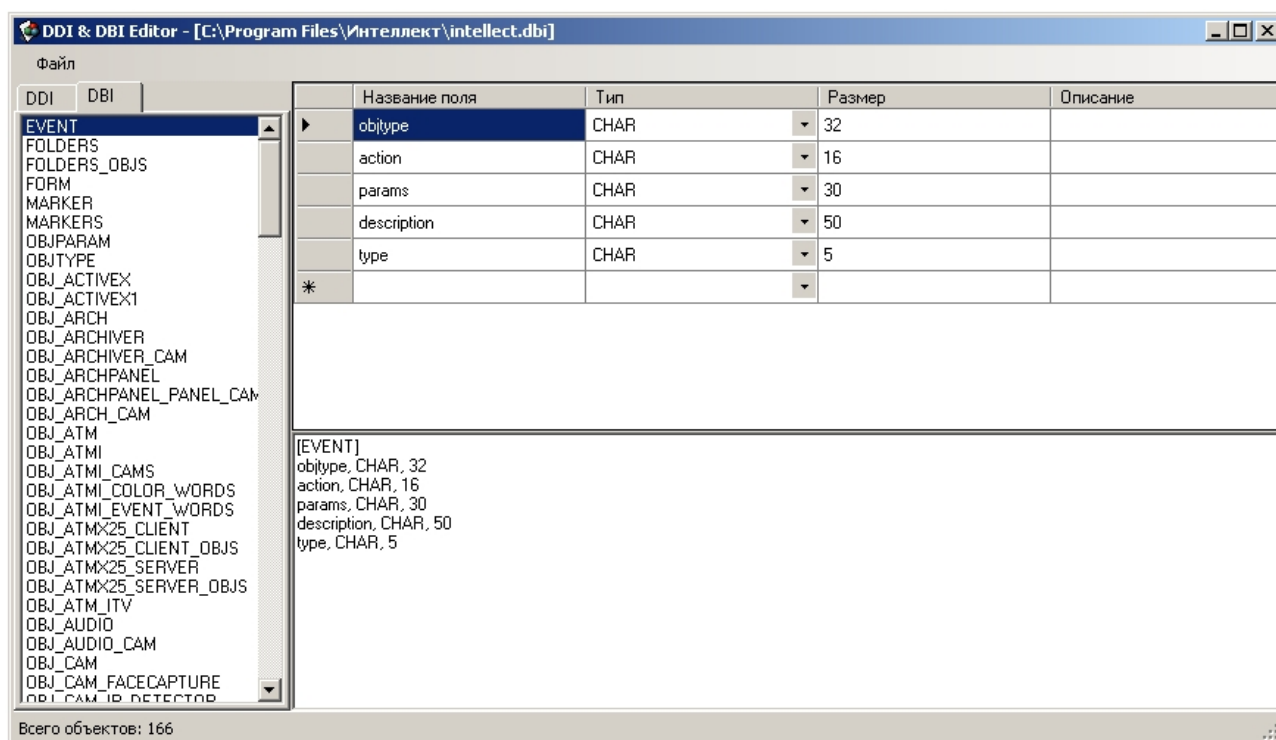 DDI & DBI Editor - [C:\Program Files\Интеллект\intellect.dbi]
Файл
DDI DBI
EVENT
FOLDERS
FOLDERS_OBJS
FORM
MARKER
MARKERS
OBJPARAM
OBJTYPE
OBJ_ACTIVEX
OBJ_ACTIVEX1
OBJ_ARCH
OBJ_ARCHIVER
OBJ_ARCHIVER_CAM
OBJ_ARCHPANEL
OBJ_ARCHPANEL_PANEL_CAM
OBJ_ARCH_CAM
OBJ_ATM
OBJ_ATMI
OBJ_ATMI_CAMS
OBJ_ATMI_COLOR_WORDS
OBJ_ATMI_EVENT_WORDS
OBJ_ATMX25_CLIENT
OBJ_ATMX25_CLIENT_OBJS
OBJ_ATMX25_SERVER
OBJ_ATMX25_SERVER_OBJS
OBJ_ATM_ITV
OBJ_AUDIO
OBJ_AUDIO_CAM
OBJ_CAM
OBJ_CAM_FACECAPTURE
OBJ_CAM_IR_DETECTOR
Название поля Тип Размер Описание
objtype CHAR 32
action CHAR 16
params CHAR 30
description CHAR 50
type CHAR 5
[EVENT]
objtype, CHAR, 32
action, CHAR, 16
params, CHAR, 30
description, CHAR, 50
type, CHAR, 5
Всего объектов: 166